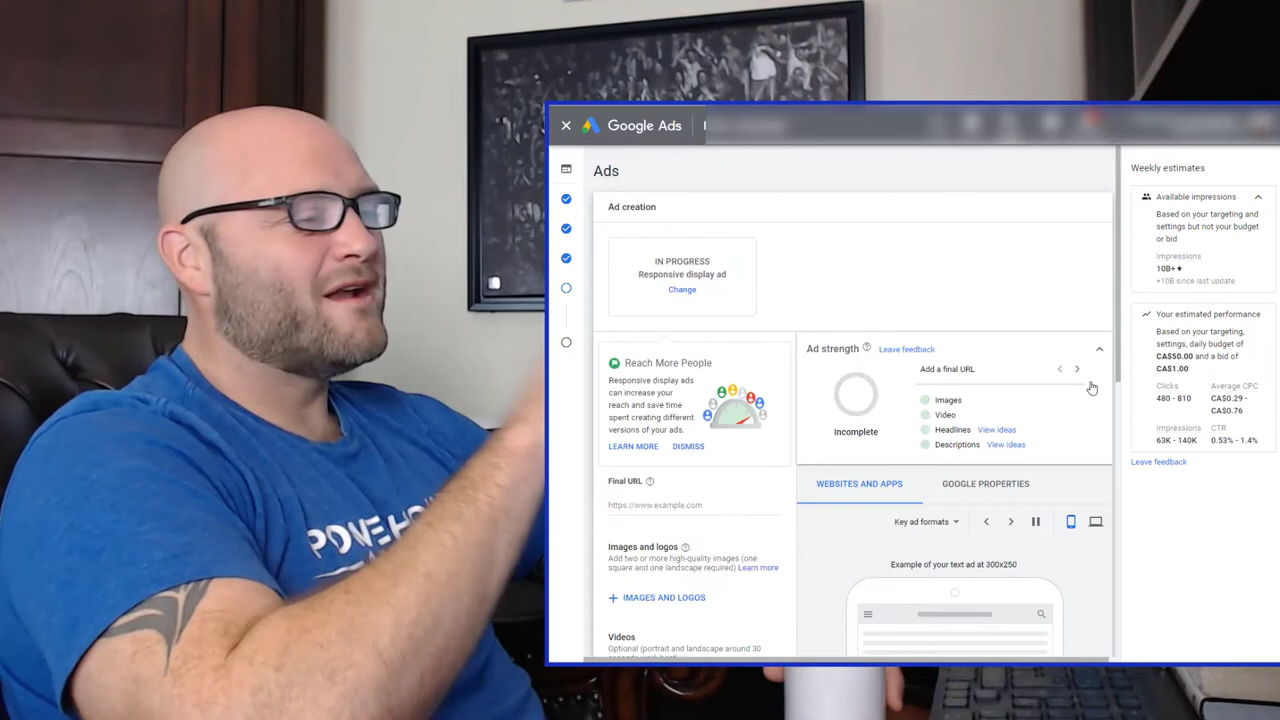 Google Ads
Ads
Ad creation
IN PROGRESS
Responsive display ad
Change
Reach More People
Responsive display ads
can increase your
reach and save time
spent creating different
versions of your ads.
LEARN MORE DISMISS
Final URL
https://www.example.com
Images and logos
Add two or more high-quality images (one
square and one landscape required) Learn more
+ IMAGES AND LOGOS
Videos
Optional (portrait and landscape around 30
Ad strength Leave feedback
Add a final URL
Incomplete
Images
Video
Headlines View ideas
Descriptions View ideas
WEBSITES AND APPS GOOGLE PROPERTIES
Key ad formats
Example of your text ad at 300x250
Weekly estimates
Available impressions
Based on your targeting and
settings but not your budget
or bid
Impressions
10B+
+10B since last update
Your estimated performance
Based on your targeting,
settings, daily budget of
CA$50.00 and a bid of
CA$1.00
Clicks Average CPC
480 - 810 CA$0.29 -
CA$0.76
Impressions CTR
63K - 140K 0.53% - 1.4%
Leave feedback